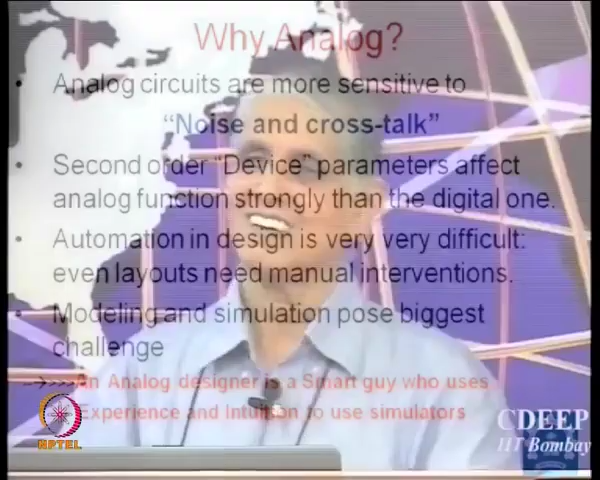 Why Analog?
• Analog circuits are more sensitive to
"Noise and cross-talk"
• Second order "Device" parameters affect
analog function strongly than the digital one.
• Automation in design is very very difficult:
even layouts need manual interventions.
• Modeling and simulation pose biggest
challenge
An Analog designer is a Smart guy who uses
Experience and Intuition to use simulators
NPTEL
CDEEP
IIT Bombay